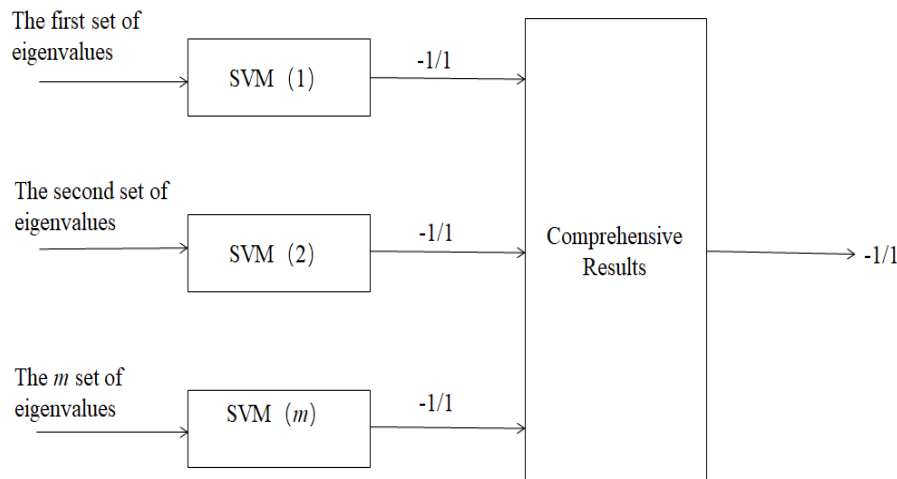 The first set of
eigenvalues
SVM (1)
-1/1
The second set of
eigenvalues
SVM (2)
-1/1
Comprehensive
Results
-1/1
The m set of
eigenvalues
SVM (m)
-1/1